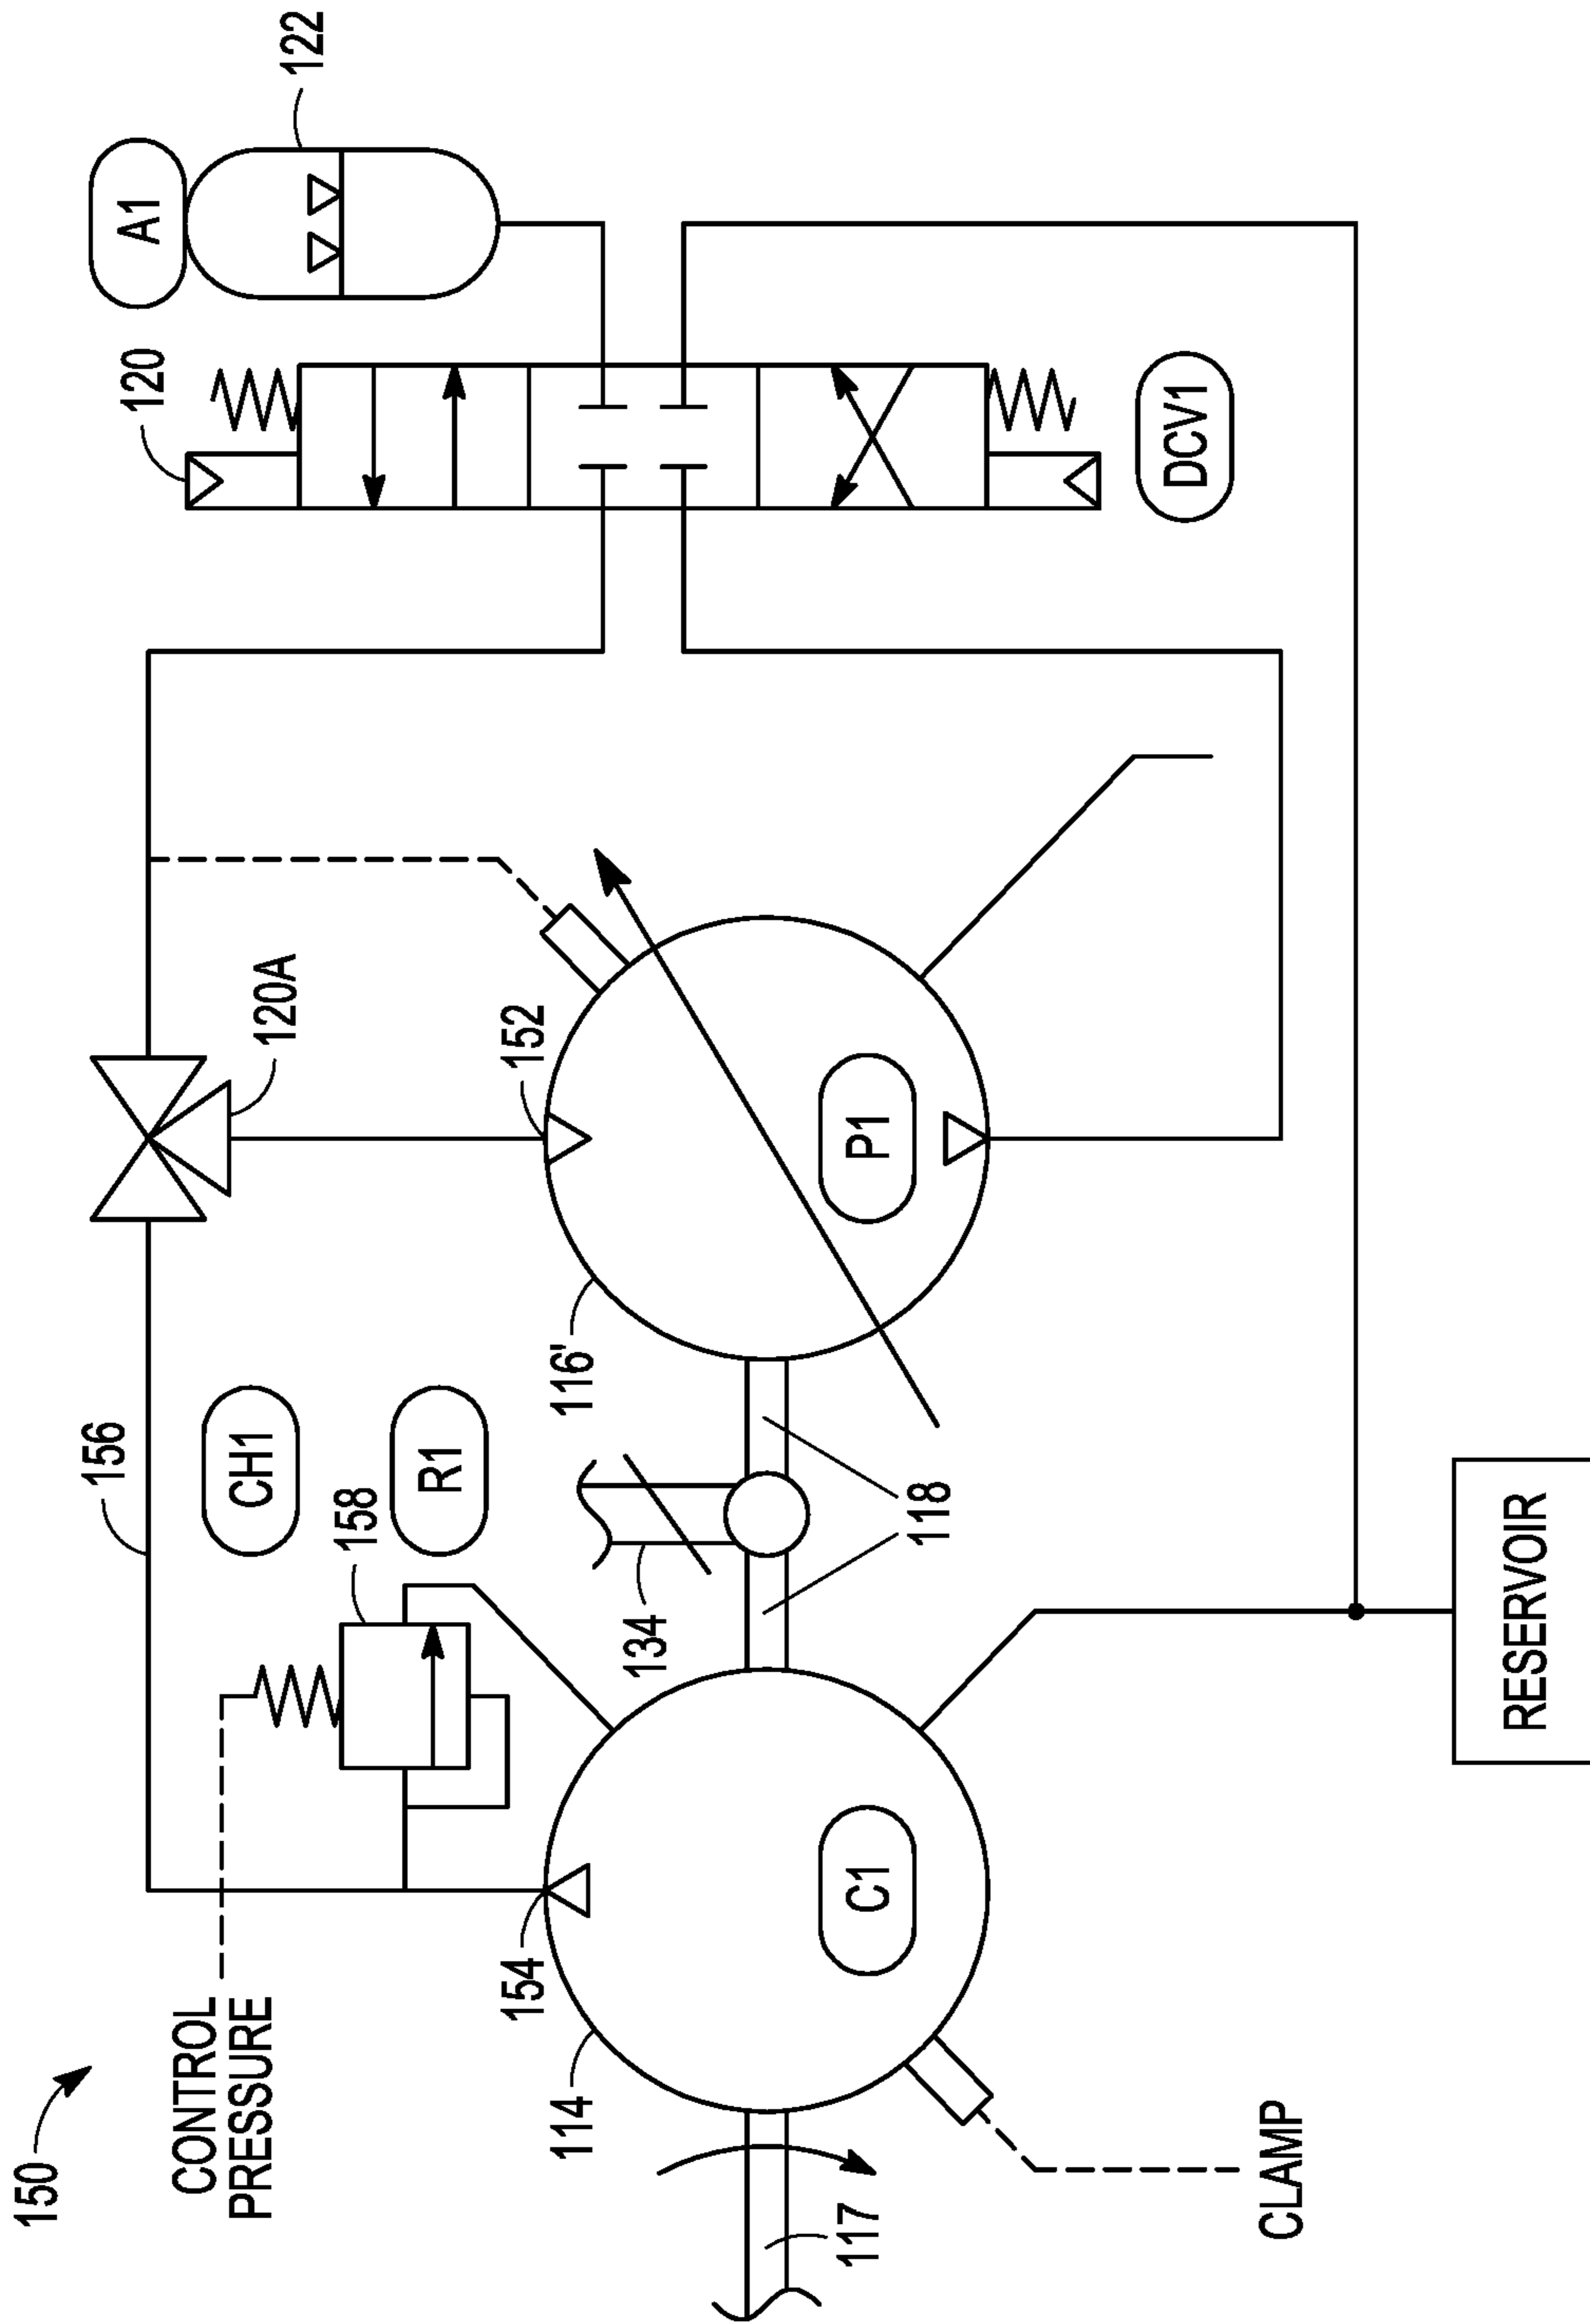 150
CONTROL
PRESSURE
156
CH1
R1
158
120A
120
A1
122
154
114
C1
134
116'
152
P1
118
DCV1
117
CLAMP
RESERVOIR